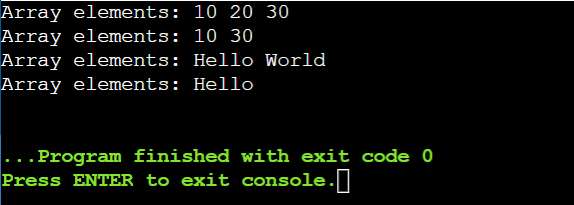 Array elements: 10 20 30
Array elements: 10 30
Array elements: Hello World
Array elements: Hello
...Program finished with exit code 0
Press ENTER to exit console.